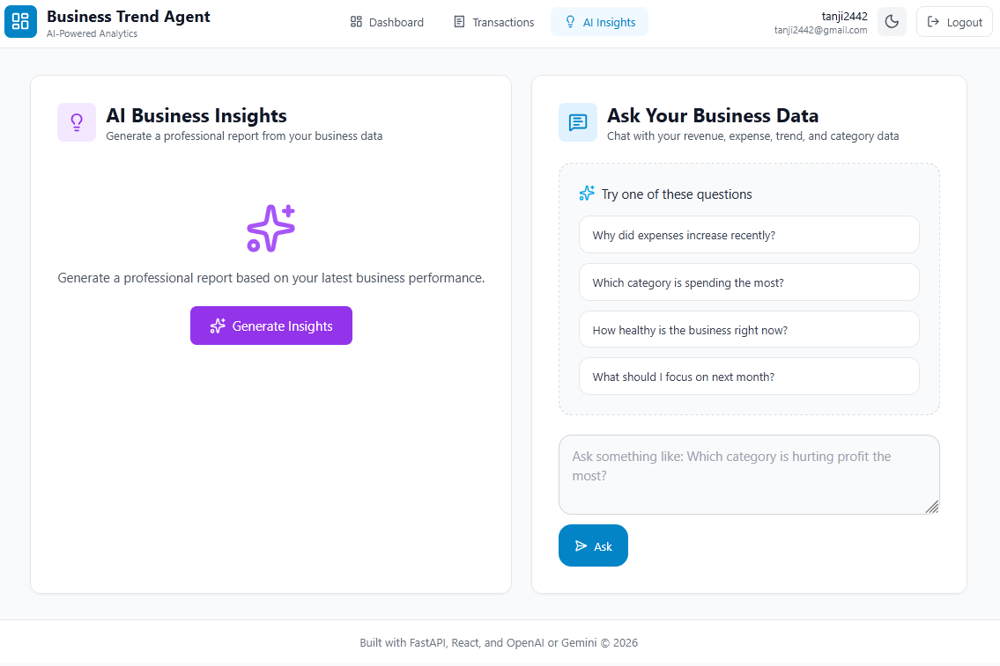 Business Trend Agent
AI-Powered Analytics
Dashboard
Transactions
AI Insights
tanji2442
tanji2442@gmail.com
Logout
AI Business Insights
Generate a professional report from your business data
Generate a professional report based on your latest business performance.
Generate Insights
Ask Your Business Data
Chat with your revenue, expense, trend, and category data
Try one of these questions
Why did expenses increase recently?
Which category is spending the most?
How healthy is the business right now?
What should I focus on next month?
Ask something like: Which category is hurting profit the
most?
Ask
Built with FastAPI, React, and OpenAI or Gemini © 2026